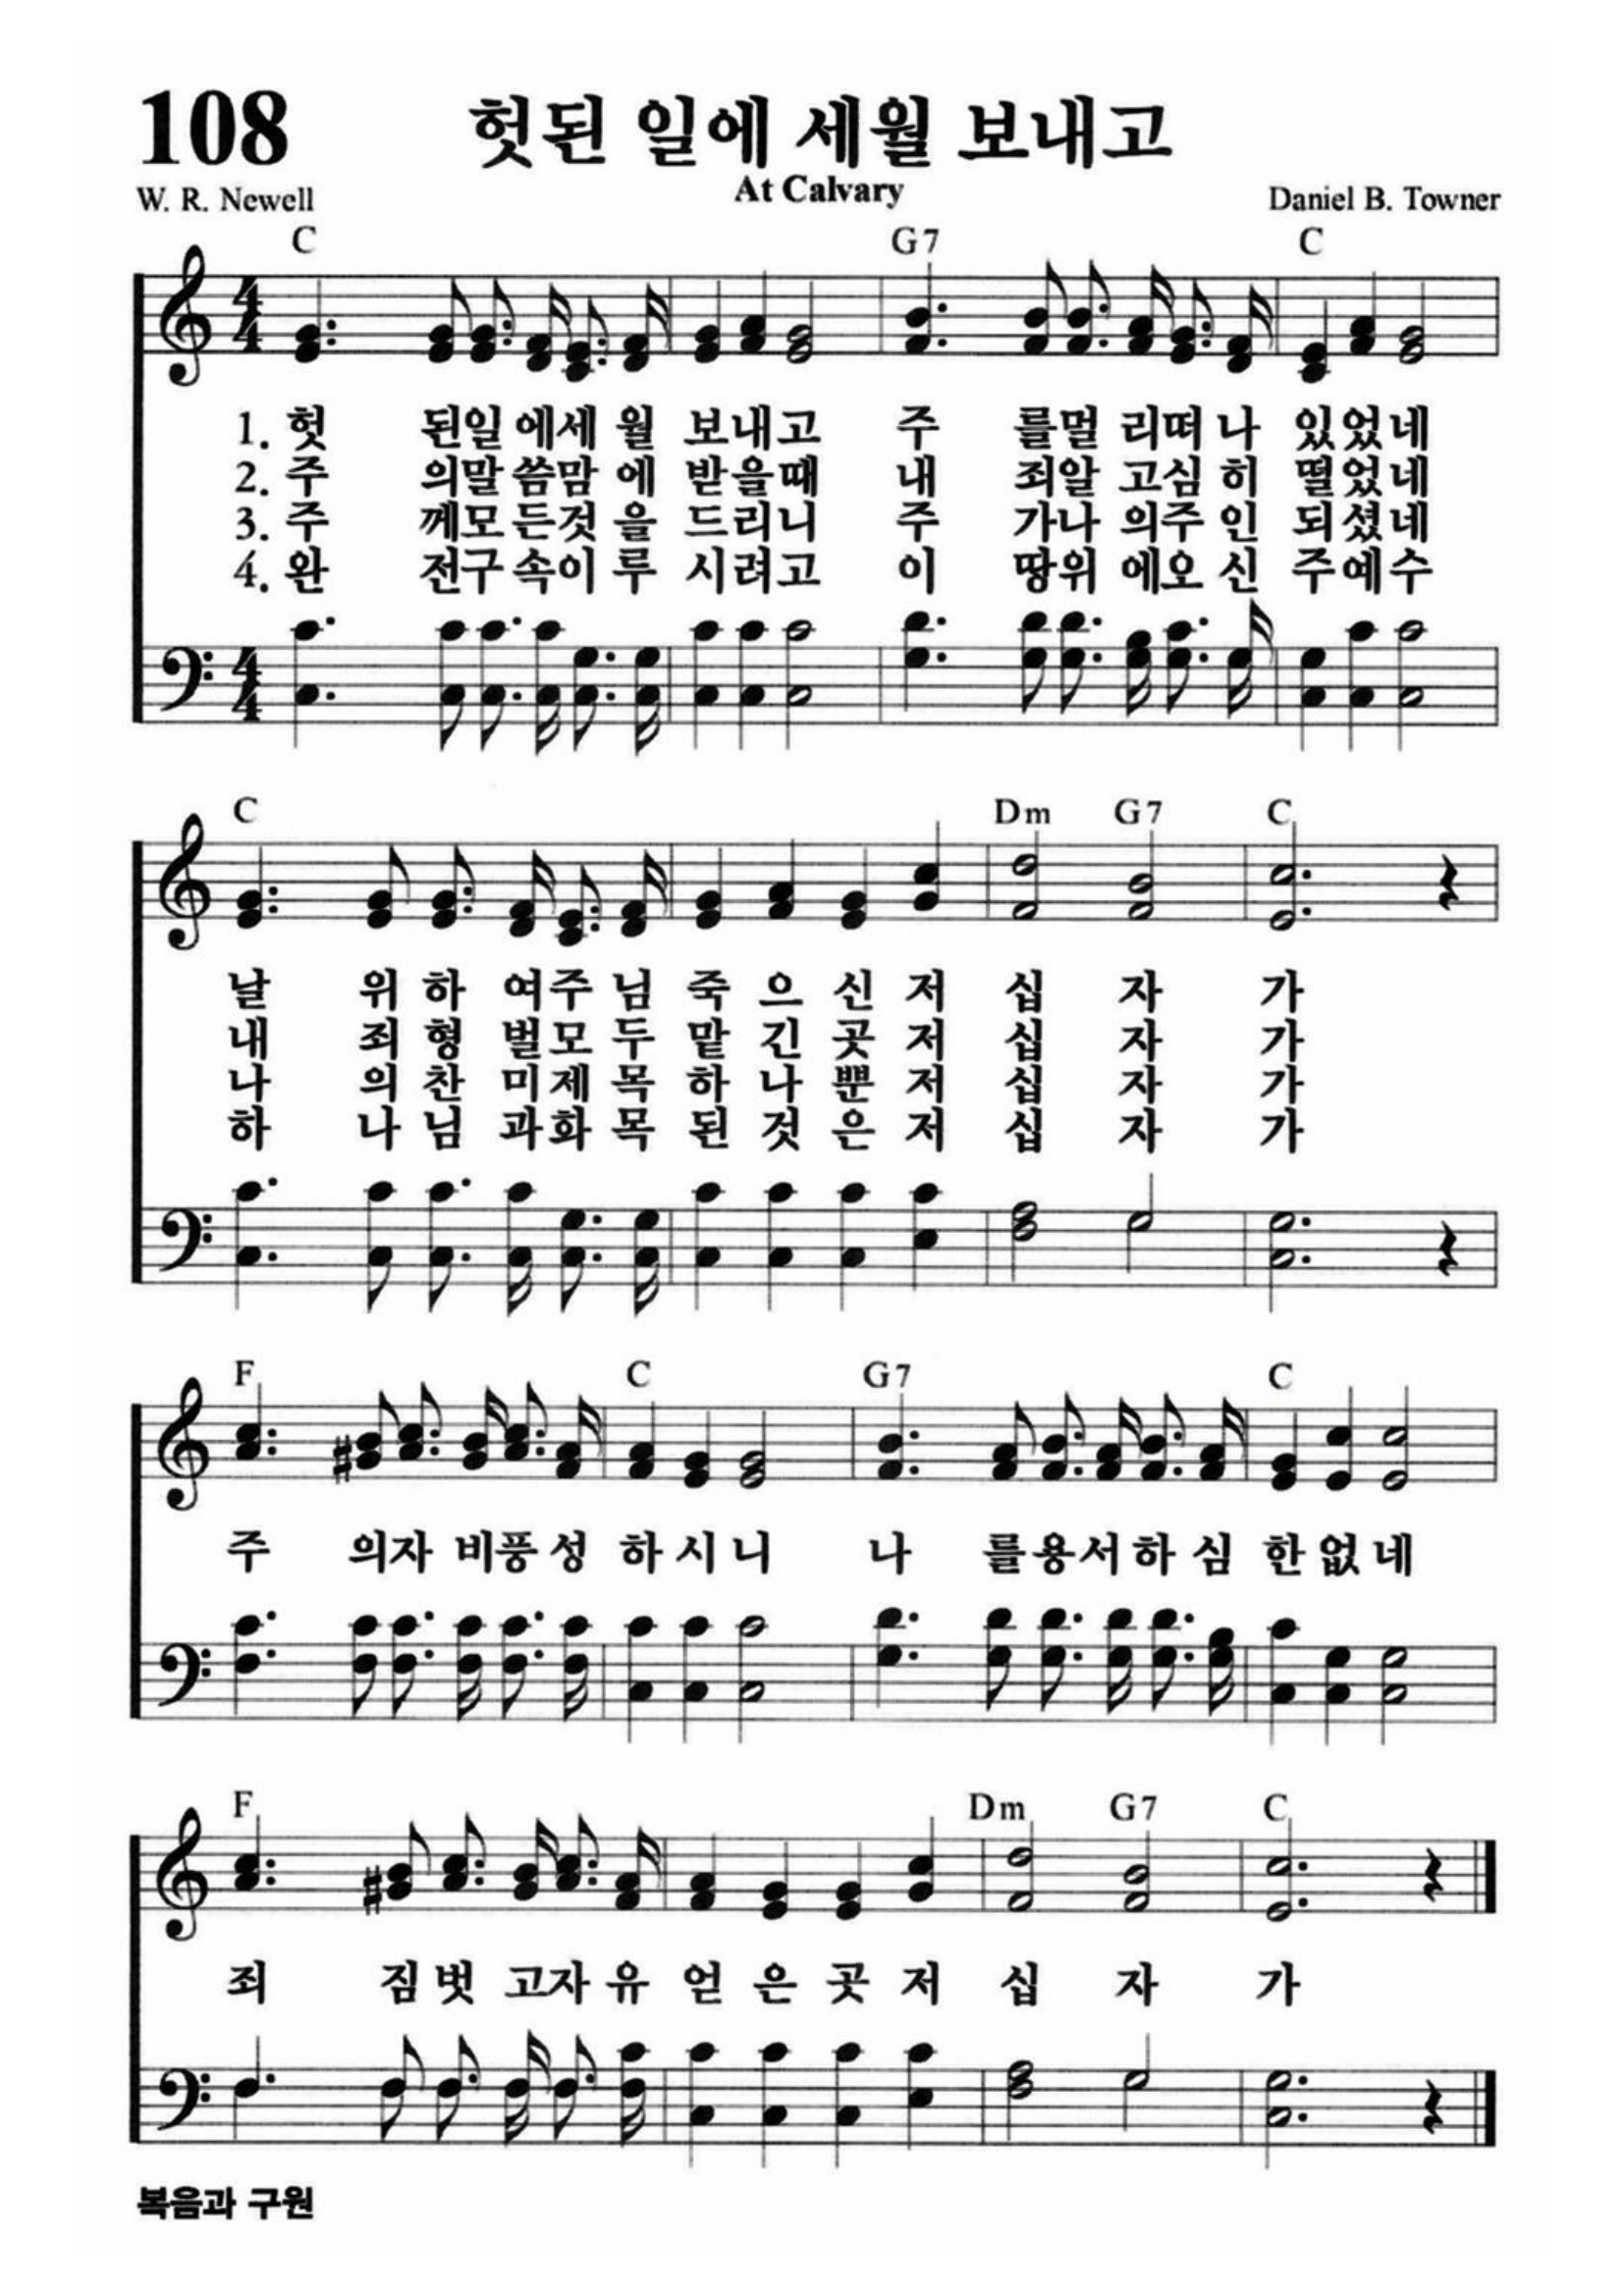 108 헛된 일에 세월 보내고
W. R. Newell At Calvary Daniel B. Towner
C G7 C
1. 헛 된일 에세 월 보내고 주 를멀 리떠 나 있었네
2. 주 의말 씀맘 에 받을때 내 죄알 고심 히 떨었네
3. 주 께모 든것 을 드리니 주 가나 의주 인 되셨네
4. 완 전구 속이 루 시려고 이 땅위 에오 신 주예수
C Dm G7 C
날 위 하 여주 님 죽 으 신 저 십 자 가
내 죄 형 벌모 두 맡 긴 곳 저 십 자 가
나 의 찬 미제 목 하 나 뿐 저 십 자 가
하 나 님 과화 목 된 것 은 저 십 자 가
F C G7 C
주 의자 비풍 성 하 시 니 나 를용서 하 심 한 없 네
F Dm G7 C
죄 짐 벗 고자 유 얻 은 곳 저 십 자 가
복음과 구원